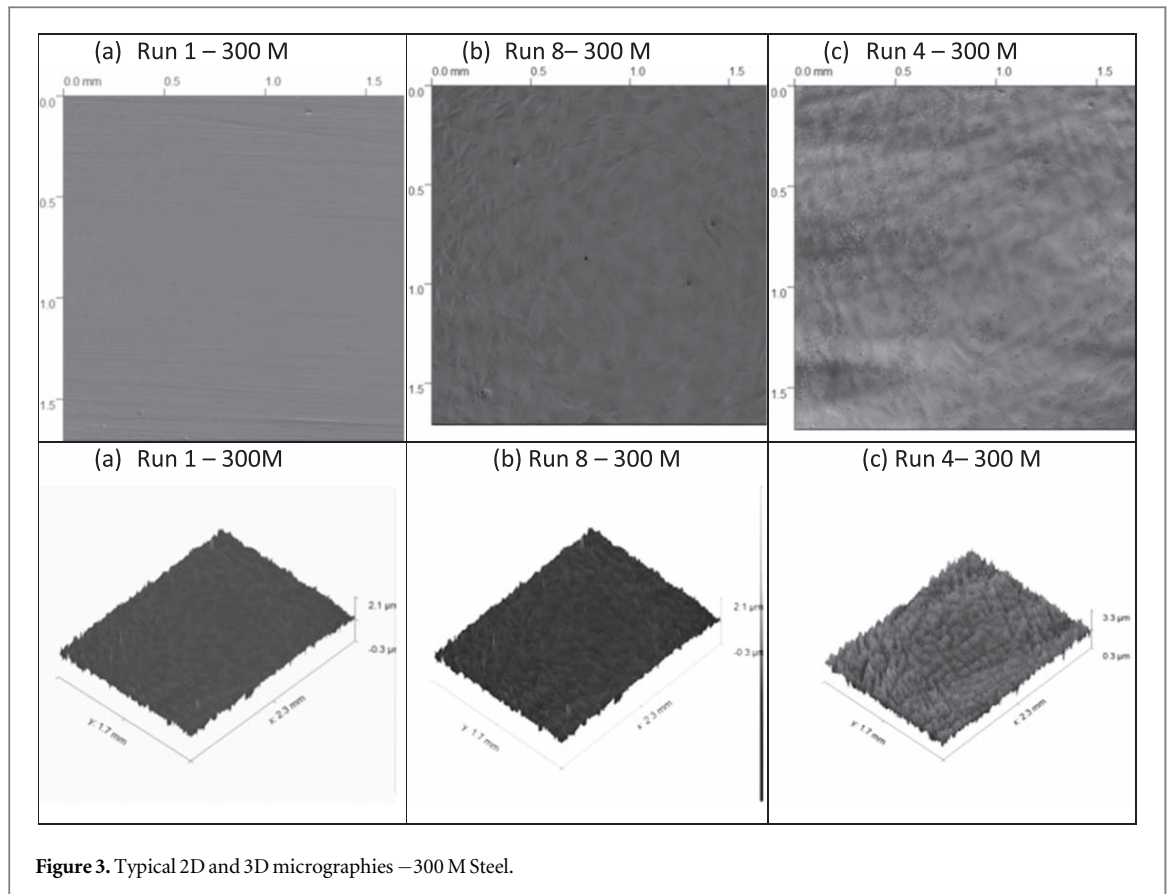 (a) Run 1 – 300 M
(b) Run 8– 300 M
(c) Run 4 – 300 M
0.0 mm 0.5 1.0 1.5
0.0 mm 0.5 1.0 1.5
0.0 mm 0.5 1.0 1.5
0.0
0.5
1.0
1.5
0.0
0.5
1.0
1.5
0.0
0.5
1.0
1.5
(a) Run 1 – 300M
(b) Run 8 – 300 M
(c) Run 4– 300 M
2.1 µm
-0.3 µm
x: 2.3 mm
y: 1.7 mm
2.1 µm
-0.3 µm
x: 2.3 mm
y: 1.7 mm
3.3 µm
0.3 µm
x: 2.3 mm
y: 1.7 mm
Figure 3. Typical 2D and 3D micrographies −300 M Steel.